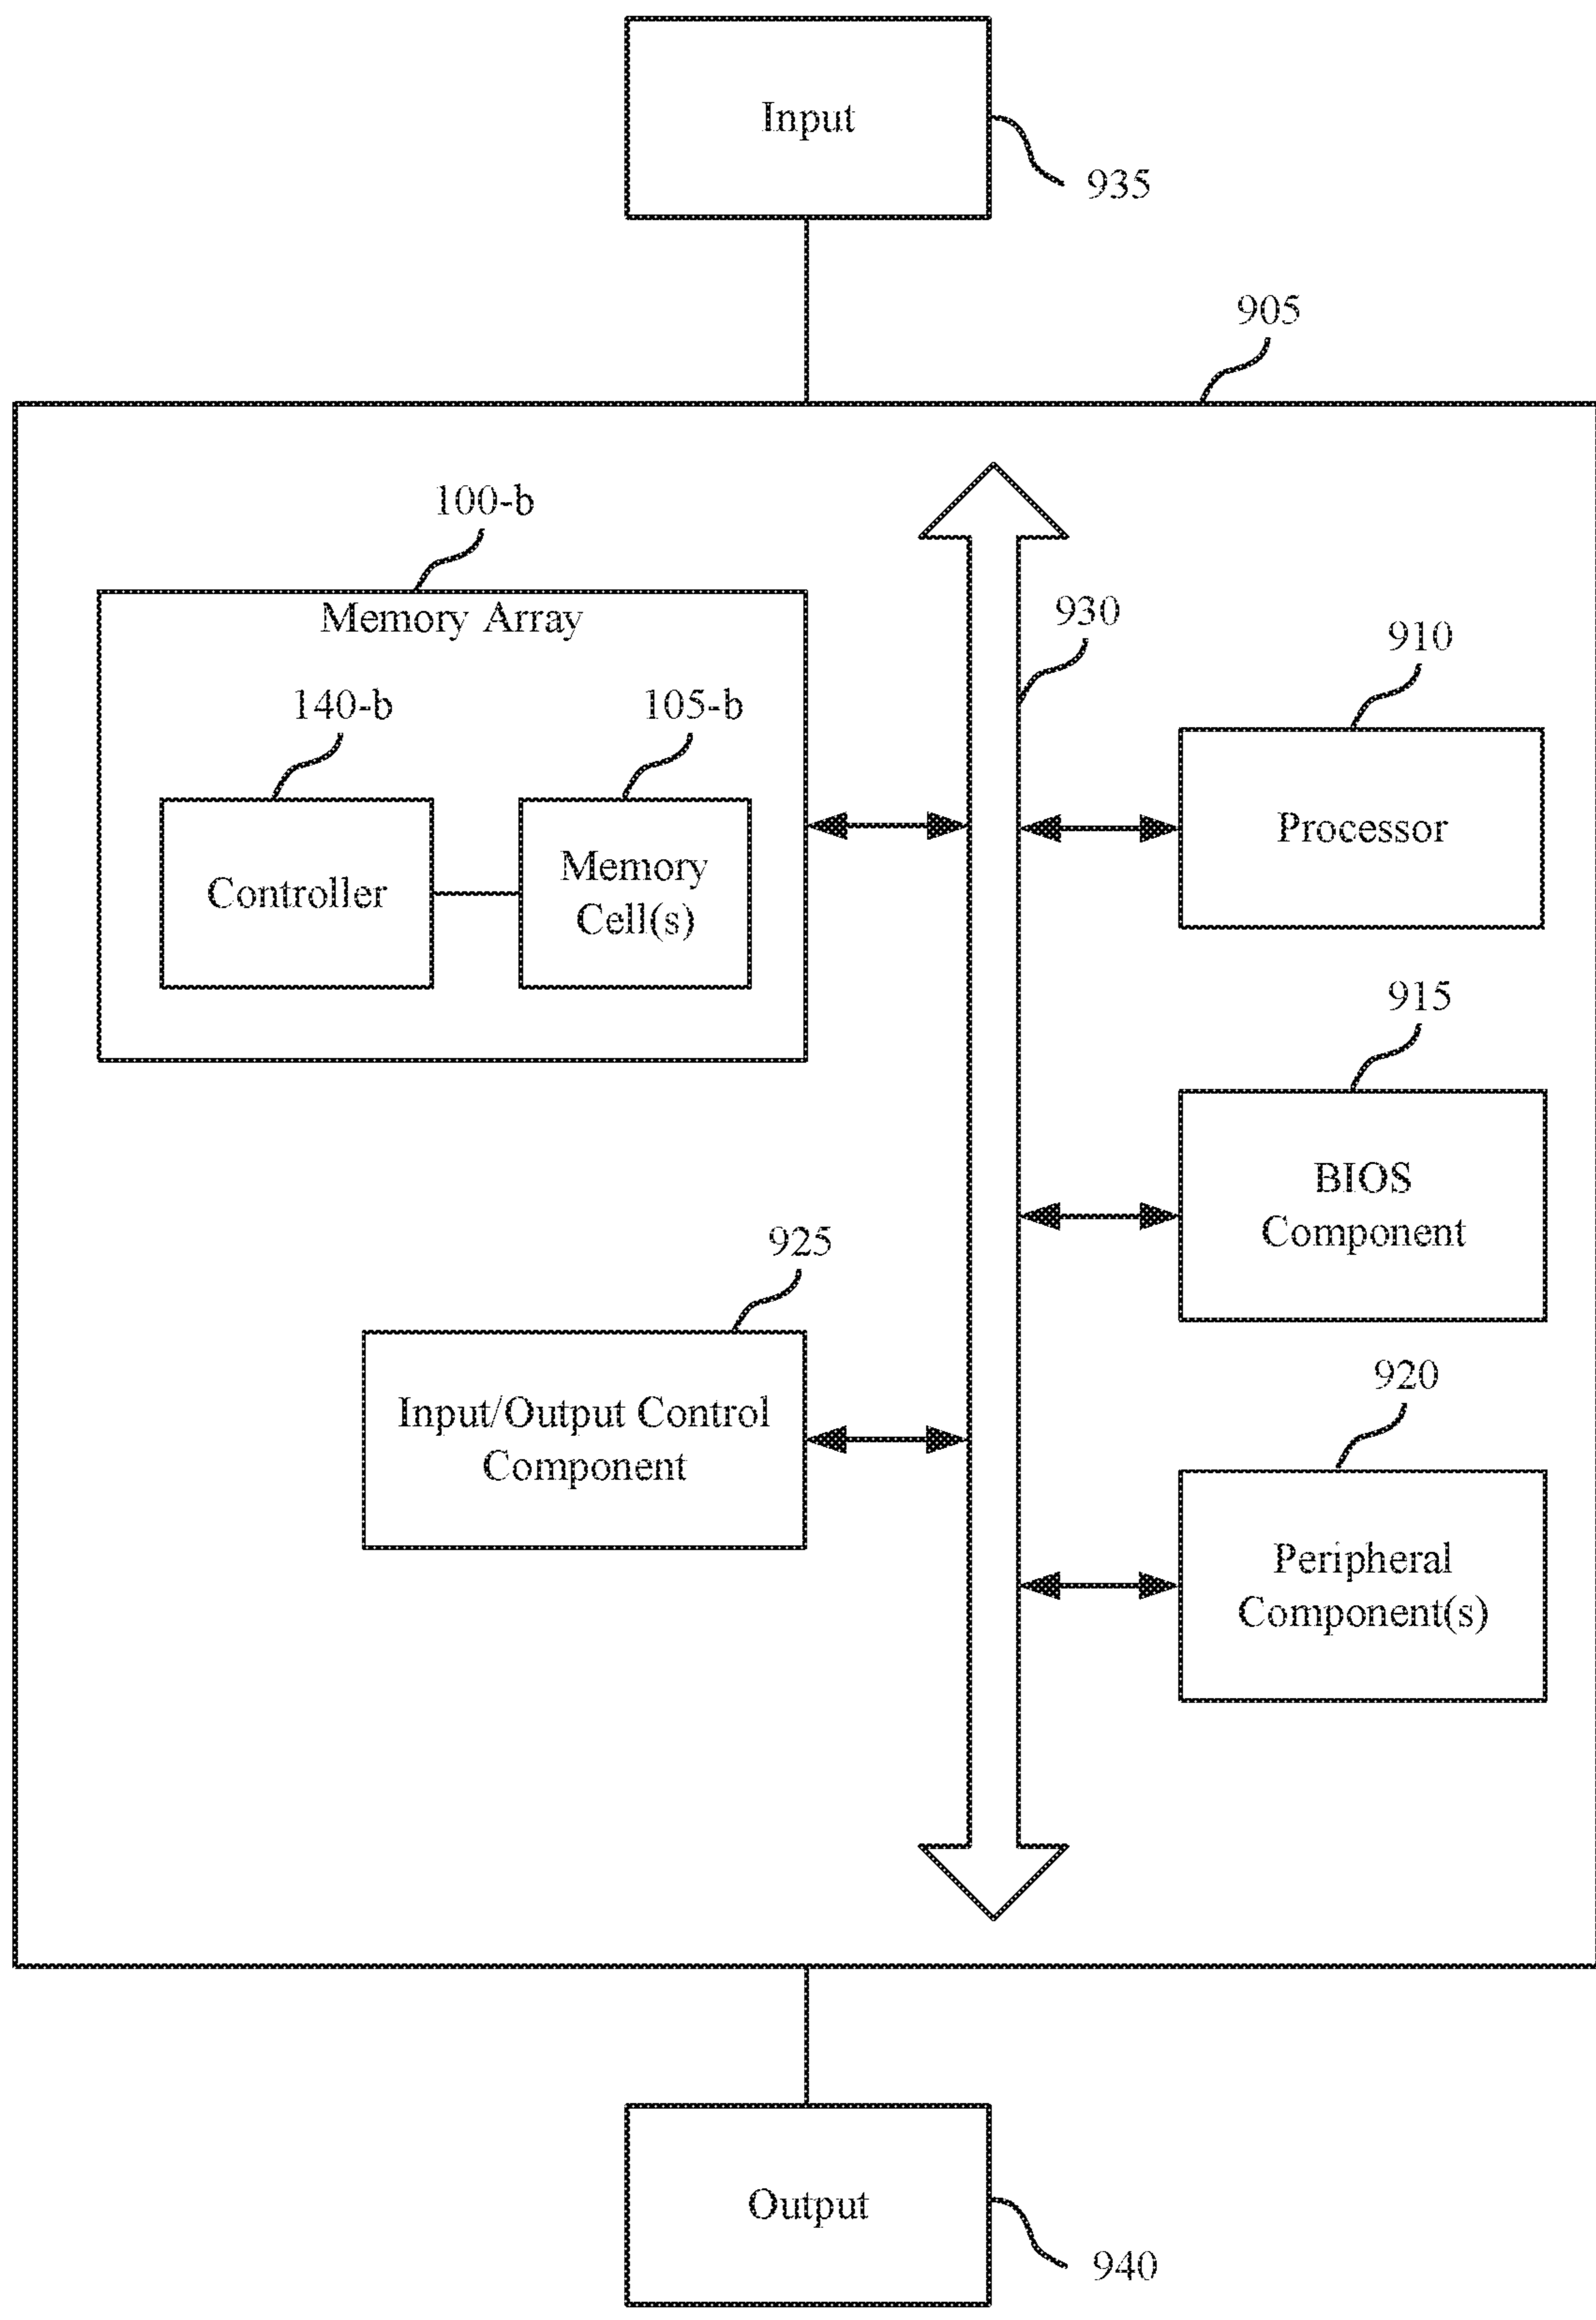 Input
935
905
100-b
Memory Array
930
910
140-b
105-b
Processor
Controller
Memory
Cell(s)
915
BIOS
Component
925
920
Input/Output Control
Component
Peripheral
Component(s)
Output
940